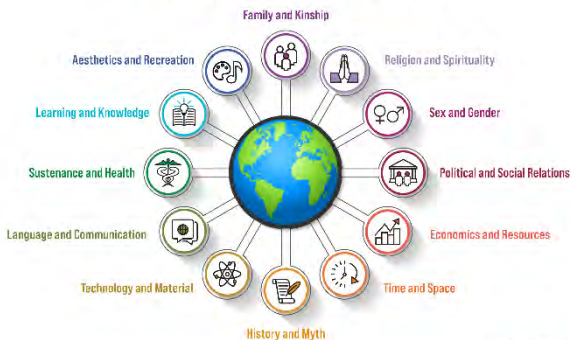 Family and Kinship
Aesthetics and Recreation
Religion and Spirituality
Learning and Knowledge
Sex and Gender
Sustenance and Health
Political and Social Relations
Language and Communication
Economics and Resources
Technology and Material
Time and Space
History and Myth